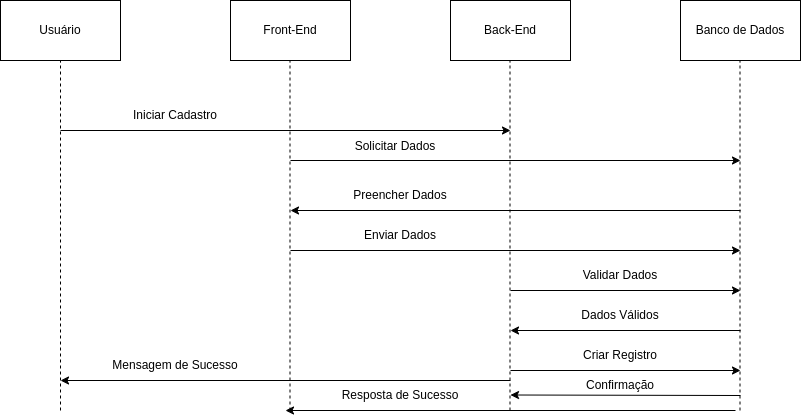 Usuário
Front-End
Back-End
Banco de Dados
Iniciar Cadastro
Solicitar Dados
Preencher Dados
Enviar Dados
Validar Dados
Dados Válidos
Criar Registro
Mensagem de Sucesso
Confirmação
Resposta de Sucesso